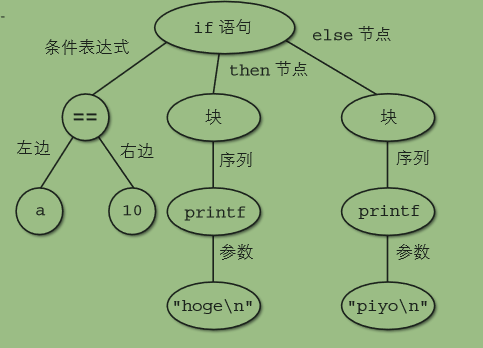 if 语句
条件表达式
else 节点
then 节点
==
块
块
左边
右边
序列
序列
a
10
printf
printf
参数
参数
"hoge\n"
"piyo\n"